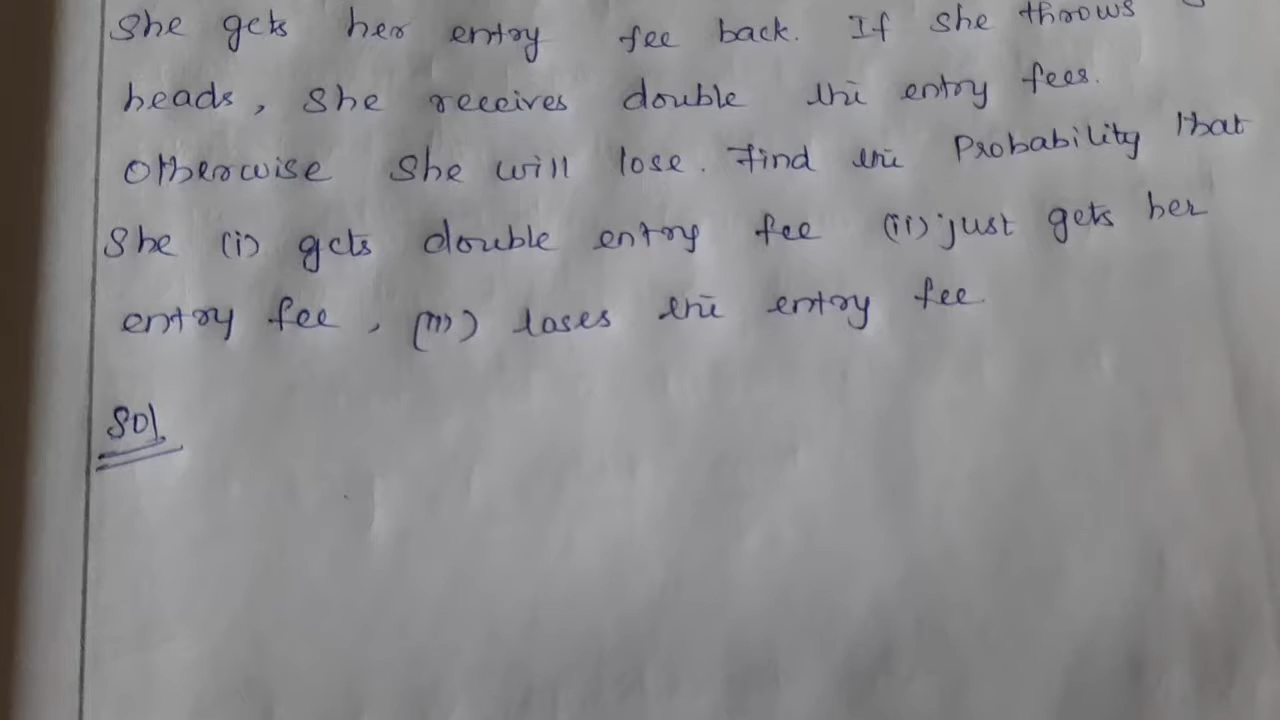 She gets her entry fee back. If she throws
heads, she receives double the entry fees.
Otherwise she will lose. Find the Probability that
She (i) gets double entry fee (ii) just gets her
entry fee, (iii) loses the entry fee
Sol